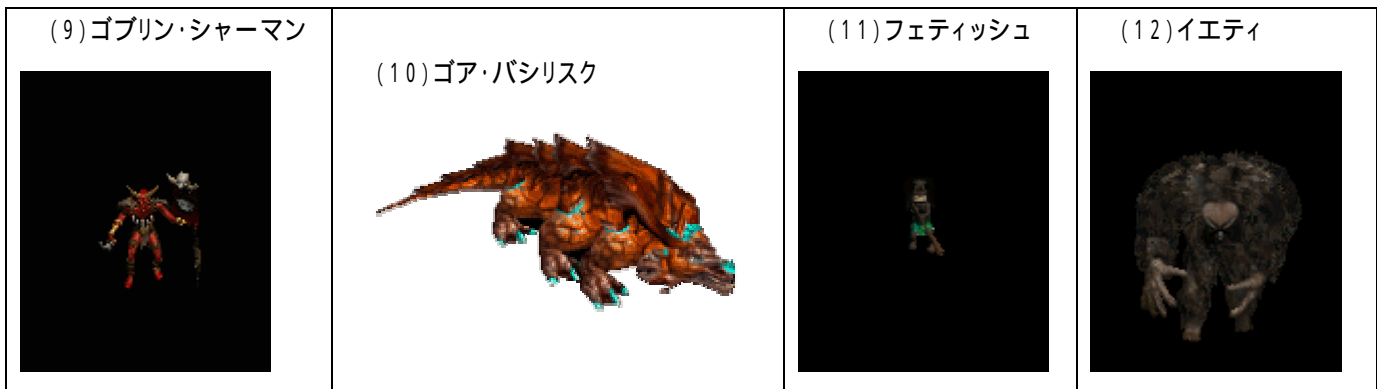 (9)ゴブリン・シャーマン
(10)ゴア・バシリスク
(11)フェティッシュ
(12)イエティ